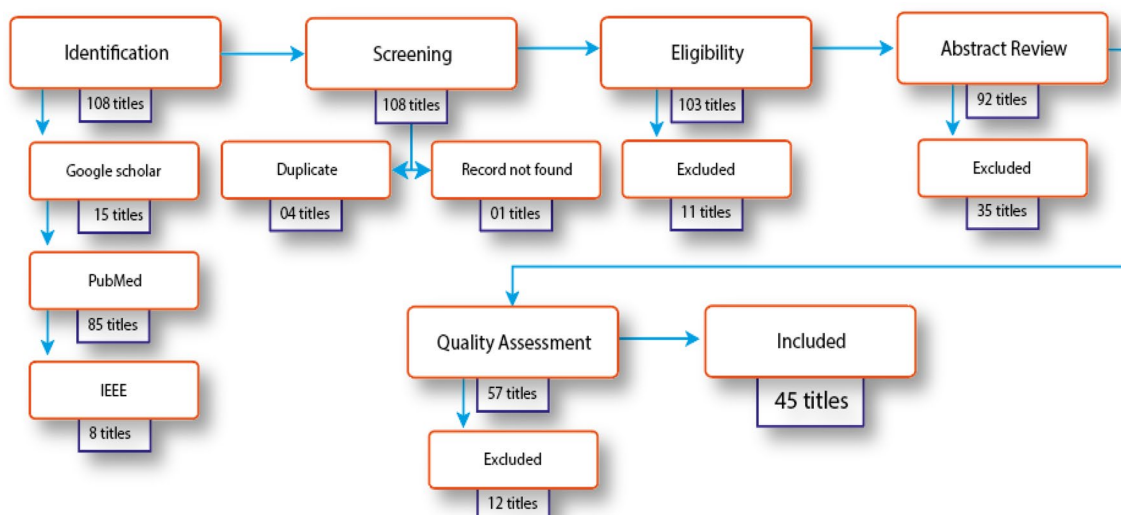 Identification
108 titles
Google scholar
15 titles
PubMed
85 titles
IEEE
8 titles
Screening
108 titles
Duplicate
04 titles
Record not found
01 titles
Eligibility
103 titles
Excluded
11 titles
Abstract Review
92 titles
Excluded
35 titles
Quality Assessment
57 titles
Excluded
12 titles
Included
45 titles